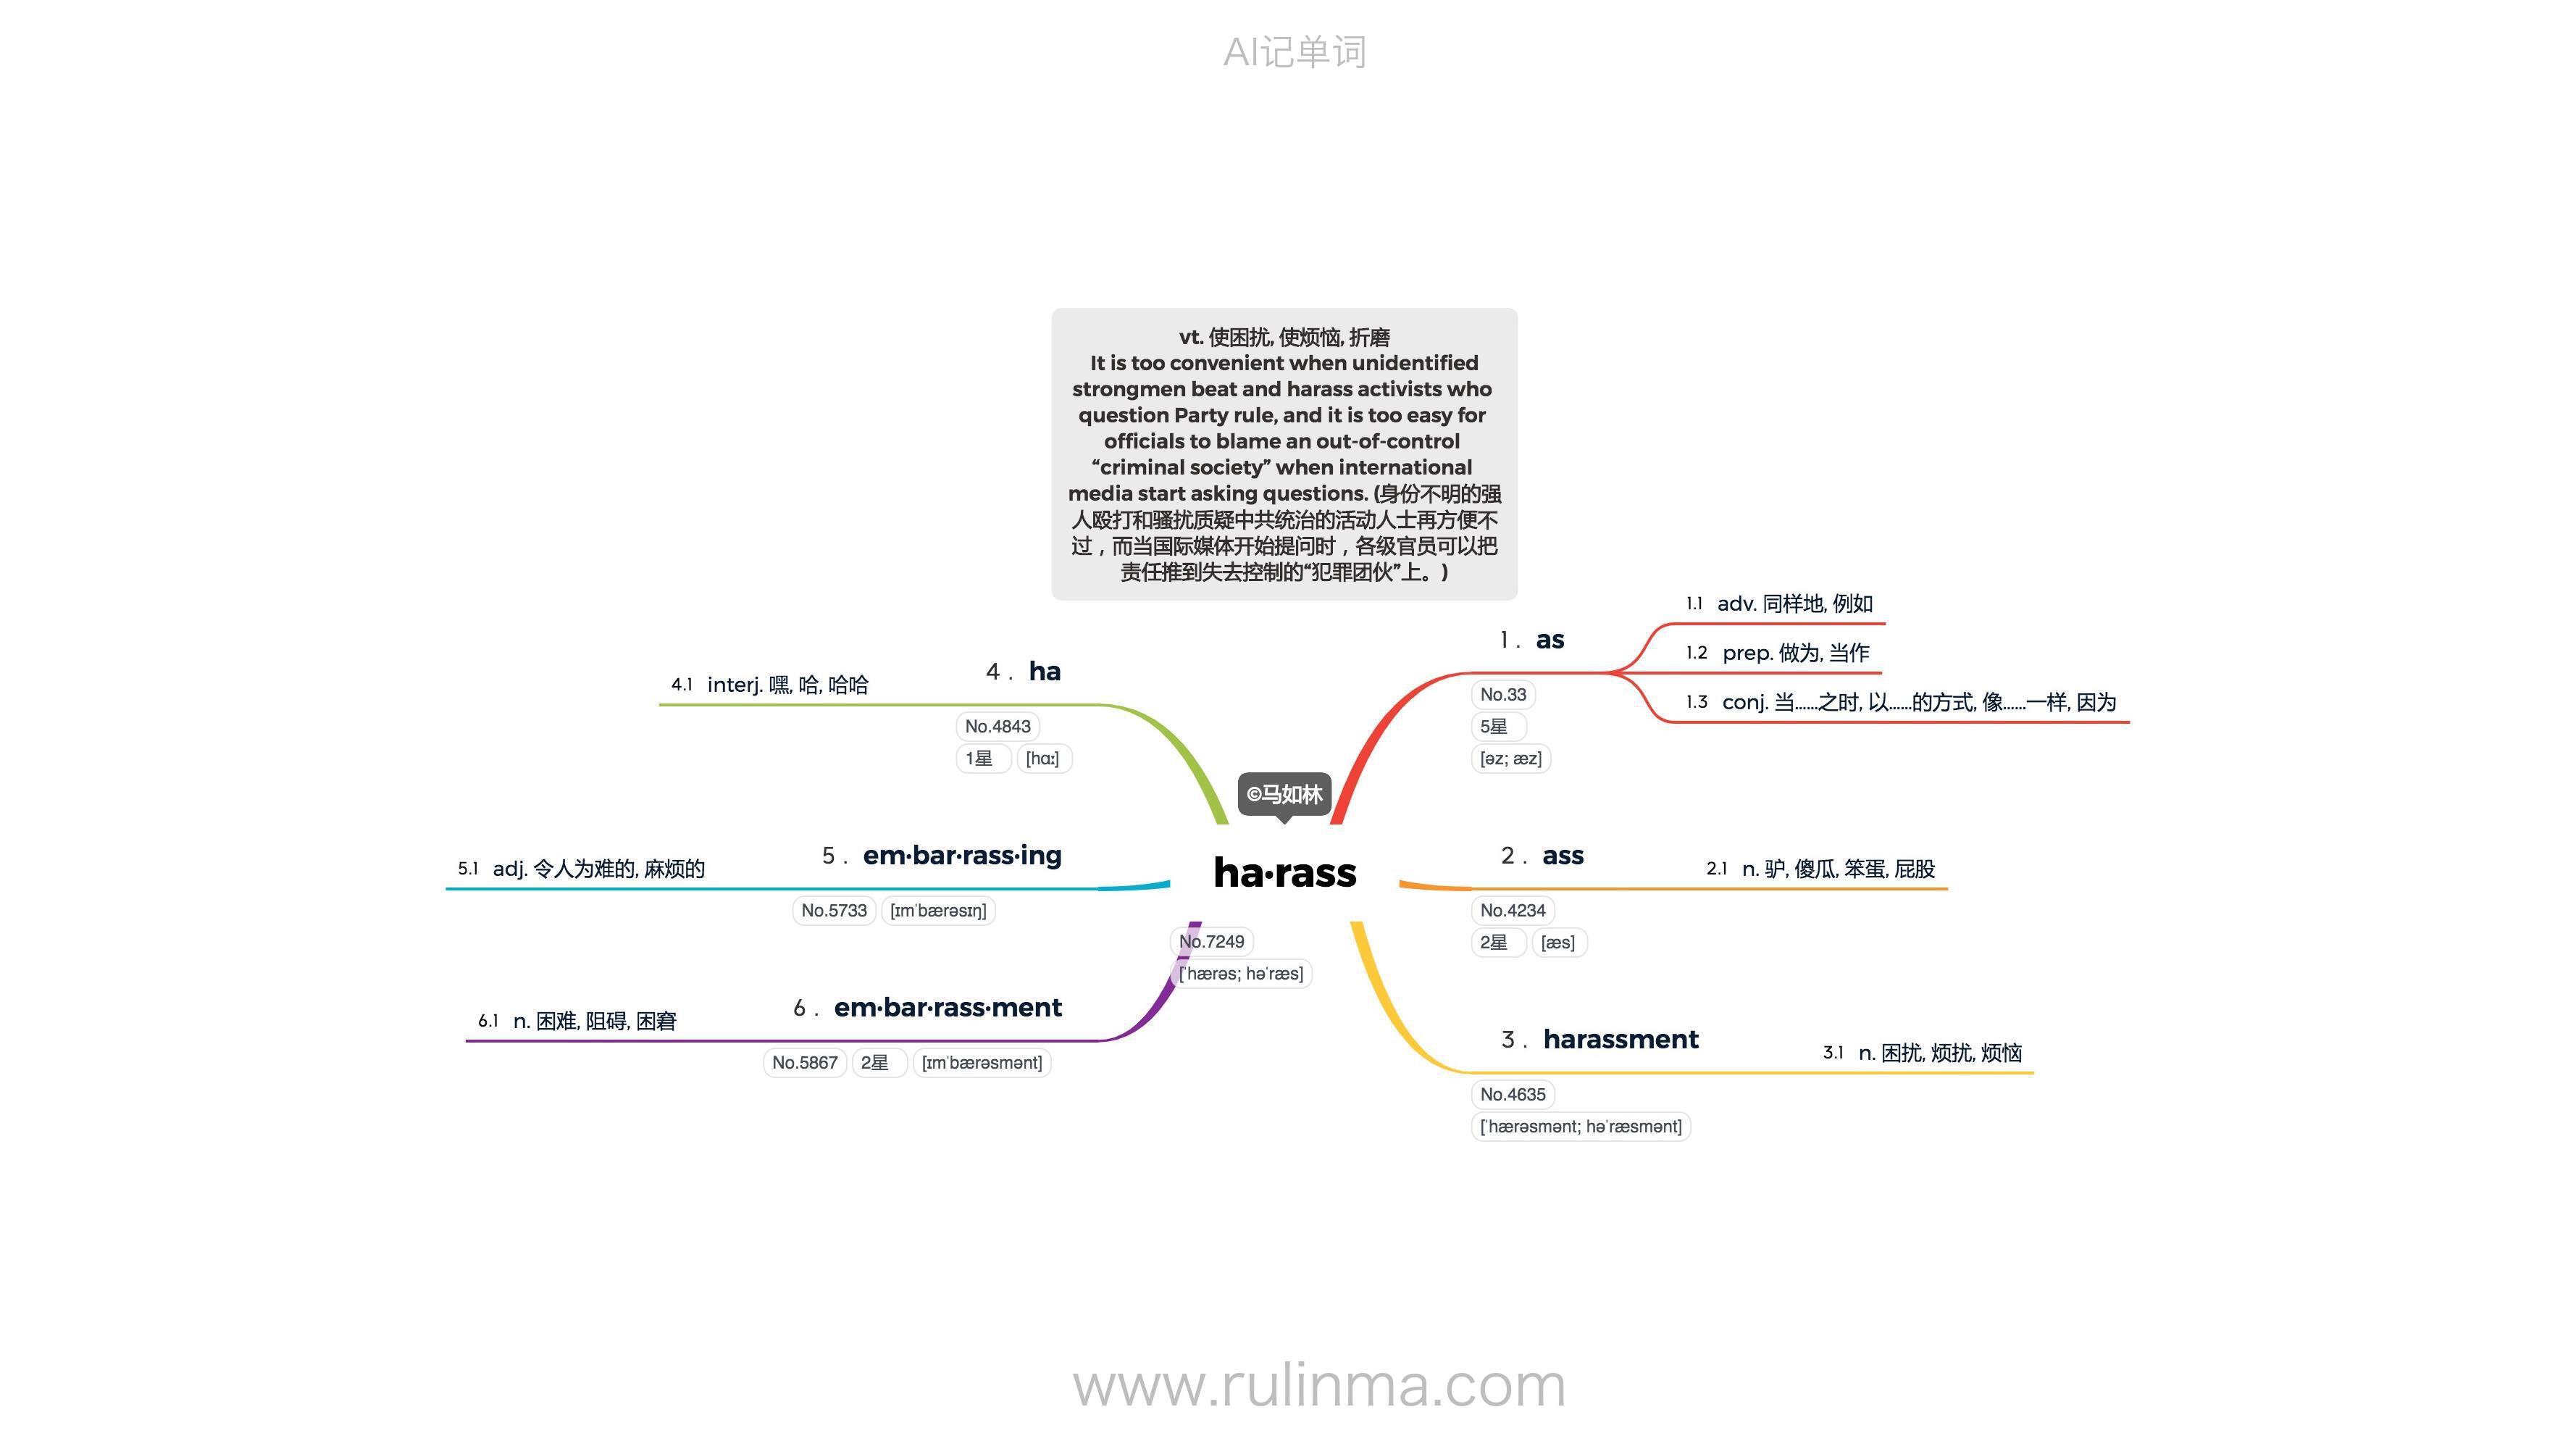 AI记单词
vt. 使困扰, 使烦恼, 折磨
It is too convenient when unidentified
strongmen beat and harass activists who
question Party rule, and it is too easy for
officials to blame an out-of-control
“criminal society” when international
media start asking questions. (身份不明的强
人殴打和骚扰质疑中共统治的活动人士再方便不
过，而当国际媒体开始提问时，各级官员可以把
责任推到失去控制的“犯罪团伙”上。)
©马如林
ha·rass
No.7249
[ˈhærəs; həˈræs]
1. as
No.33
5星
[əz; æz]
1.1 adv. 同样地, 例如
1.2 prep. 做为, 当作
1.3 conj. 当......之时, 以......的方式, 像......一样, 因为
2. ass
No.4234
2星 [æs]
2.1 n. 驴, 傻瓜, 笨蛋, 屁股
3. harassment
No.4635
[ˈhærəsmənt; həˈræsmənt]
3.1 n. 困扰, 烦扰, 烦恼
4. ha
No.4843
1星 [hɑː]
4.1 interj. 嘿, 哈, 哈哈
5. em·bar·rass·ing
No.5733 [ɪmˈbærəsɪŋ]
5.1 adj. 令人为难的, 麻烦的
6. em·bar·rass·ment
No.5867 2星 [ɪmˈbærəsmənt]
6.1 n. 困难, 阻碍, 困窘
www.rulinma.com